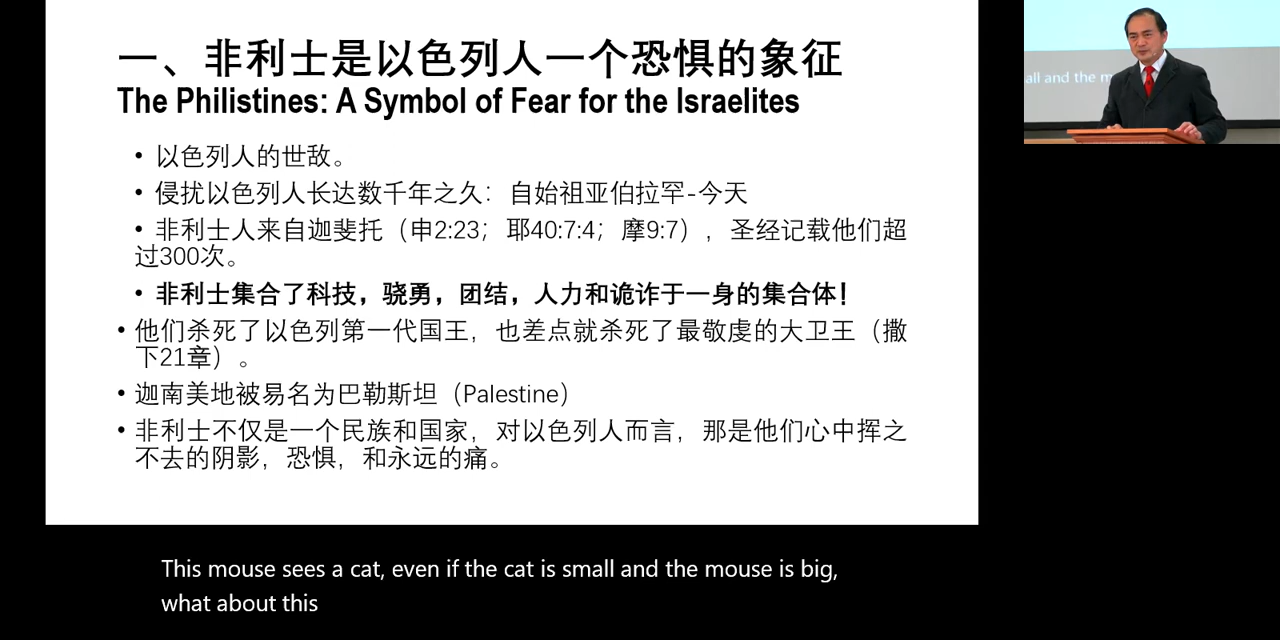 一、非利士是以色列人一个恐惧的象征
The Philistines: A Symbol of Fear for the Israelites
• 以色列人的世敌。
• 侵扰以色列人长达数千年之久：自始祖亚伯拉罕-今天
• 非利士人来自迦斐托（申2:23；耶40:7:4；摩9:7），圣经记载他们超
过300次。
• 非利士集合了科技，骁勇，团结，人力和诡诈于一身的集合体！
• 他们杀死了以色列第一代国王，也差点就杀死了最敬虔的大卫王（撒
下21章）。
• 迦南美地被易名为巴勒斯坦（Palestine）
• 非利士不仅是一个民族和国家，对以色列人而言，那是他们心中挥之
不去的阴影，恐惧，和永远的痛。
all and the m
This mouse sees a cat, even if the cat is small and the mouse is big,
what about this